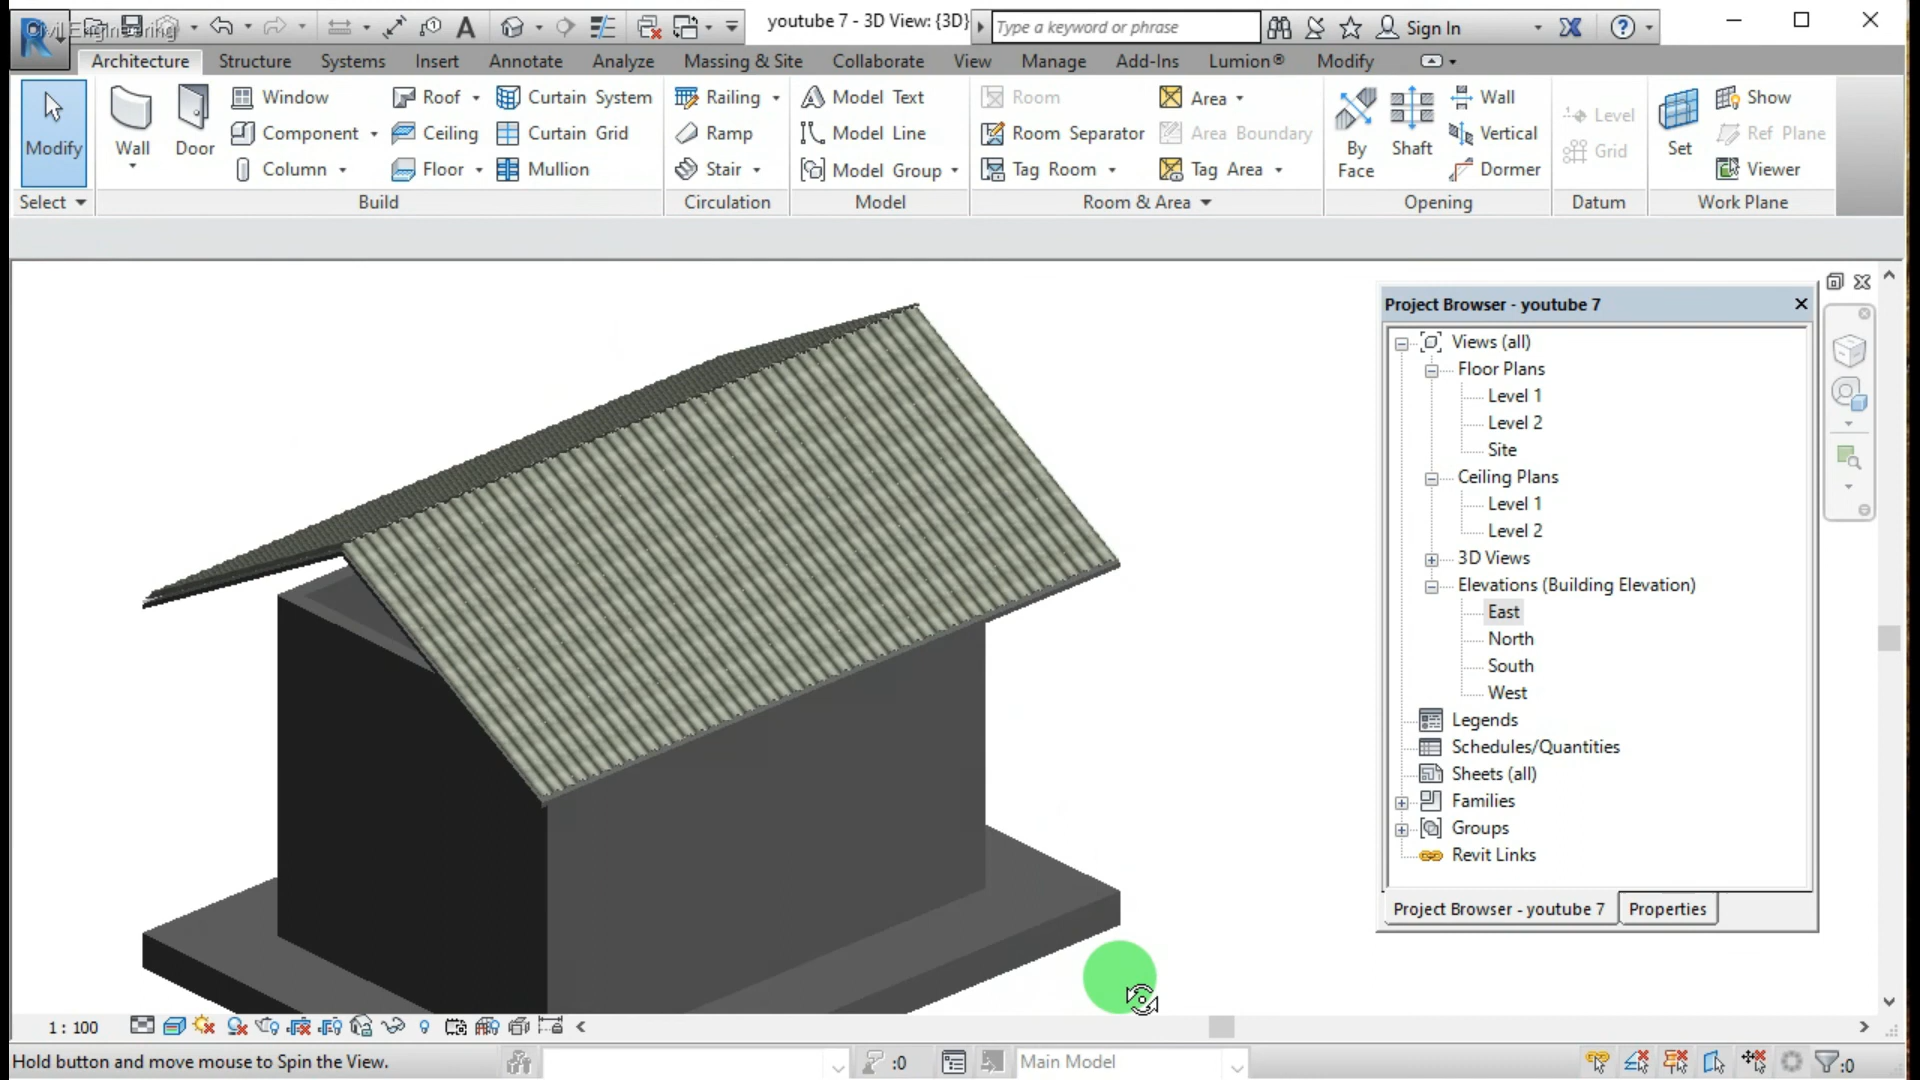 Civil Engineering
youtube 7 - 3D View: {3D}
Type a keyword or phrase
Sign In
Architecture Structure Systems Insert Annotate Analyze Massing & Site Collaborate View Manage Add-Ins Lumion® Modify
Modify
Wall
Door
Window
Component
Column
Roof
Ceiling
Floor
Curtain System
Curtain Grid
Mullion
Railing
Ramp
Stair
Model Text
Model Line
Model Group
Room
Room Separator
Tag Room
Area
Area Boundary
Tag Area
By
Face
Shaft
Wall
Vertical
Dormer
Level
Grid
Set
Show
Ref Plane
Viewer
Select Build Circulation Model Room & Area Opening Datum Work Plane
Project Browser - youtube 7
Views (all)
Floor Plans
Level 1
Level 2
Site
Ceiling Plans
Level 1
Level 2
3D Views
Elevations (Building Elevation)
East
North
South
West
Legends
Schedules/Quantities
Sheets (all)
Families
Groups
Revit Links
Project Browser - youtube 7 Properties
1 : 100
Hold button and move mouse to Spin the View.
:0
Main Model
:0